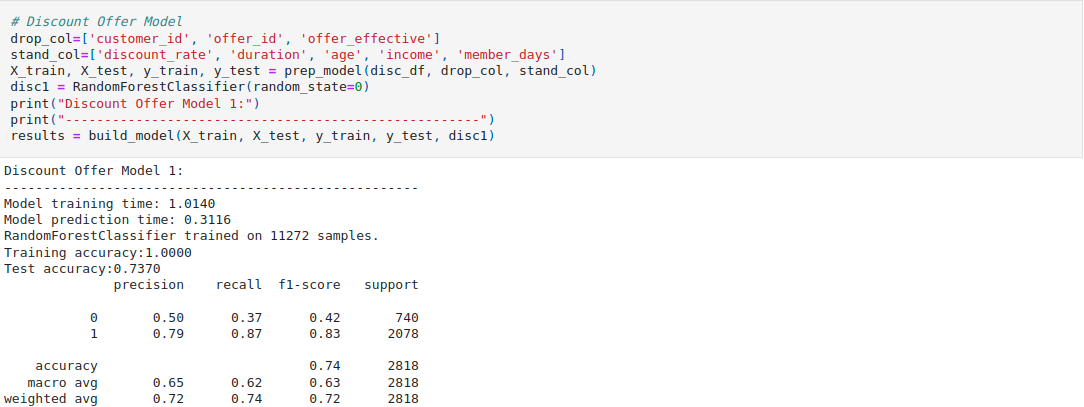 # Discount Offer Model
drop_col=['customer_id', 'offer_id', 'offer_effective']
stand_col=['discount_rate', 'duration', 'age', 'income', 'member_days']
X_train, X_test, y_train, y_test = prep_model(disc_df, drop_col, stand_col)
disc1 = RandomForestClassifier(random_state=0)
print("Discount Offer Model 1:")
print("-----------------------------------------------------")
results = build_model(X_train, X_test, y_train, y_test, disc1)
Discount Offer Model 1:
-----------------------------------------------------
Model training time: 1.0140
Model prediction time: 0.3116
RandomForestClassifier trained on 11272 samples.
Training accuracy:1.0000
Test accuracy:0.7370
precision    recall  f1-score   support
0       0.50      0.37      0.42       740
1       0.79      0.87      0.83      2078
accuracy                           0.74      2818
macro avg       0.65      0.62      0.63      2818
weighted avg       0.72      0.74      0.72      2818